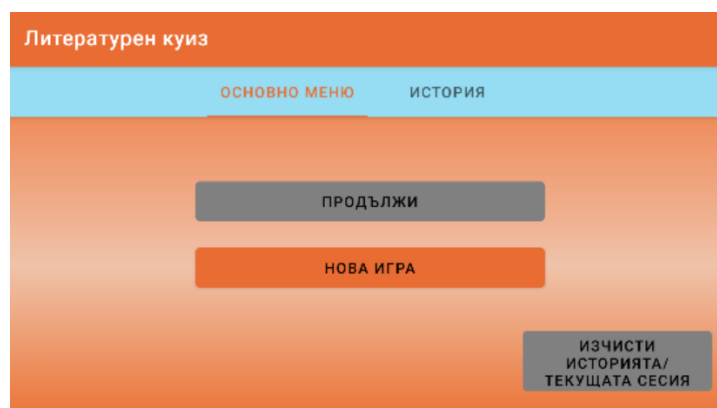 Литературен куиз
ОСНОВНО МЕНЮ ИСТОРИЯ
ПРОДЪЛЖИ
НОВА ИГРА
ИЗЧИСТИ
ИСТОРИЯТА/
ТЕКУЩАТА СЕСИЯ